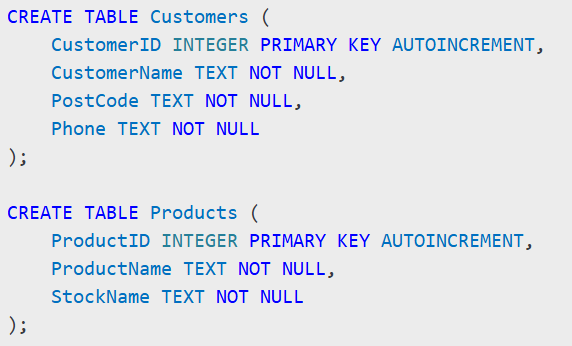 CREATE TABLE Customers (
    CustomerID INTEGER PRIMARY KEY AUTOINCREMENT,
    CustomerName TEXT NOT NULL,
    PostCode TEXT NOT NULL,
    Phone TEXT NOT NULL
);

CREATE TABLE Products (
    ProductID INTEGER PRIMARY KEY AUTOINCREMENT,
    ProductName TEXT NOT NULL,
    StockName TEXT NOT NULL
);